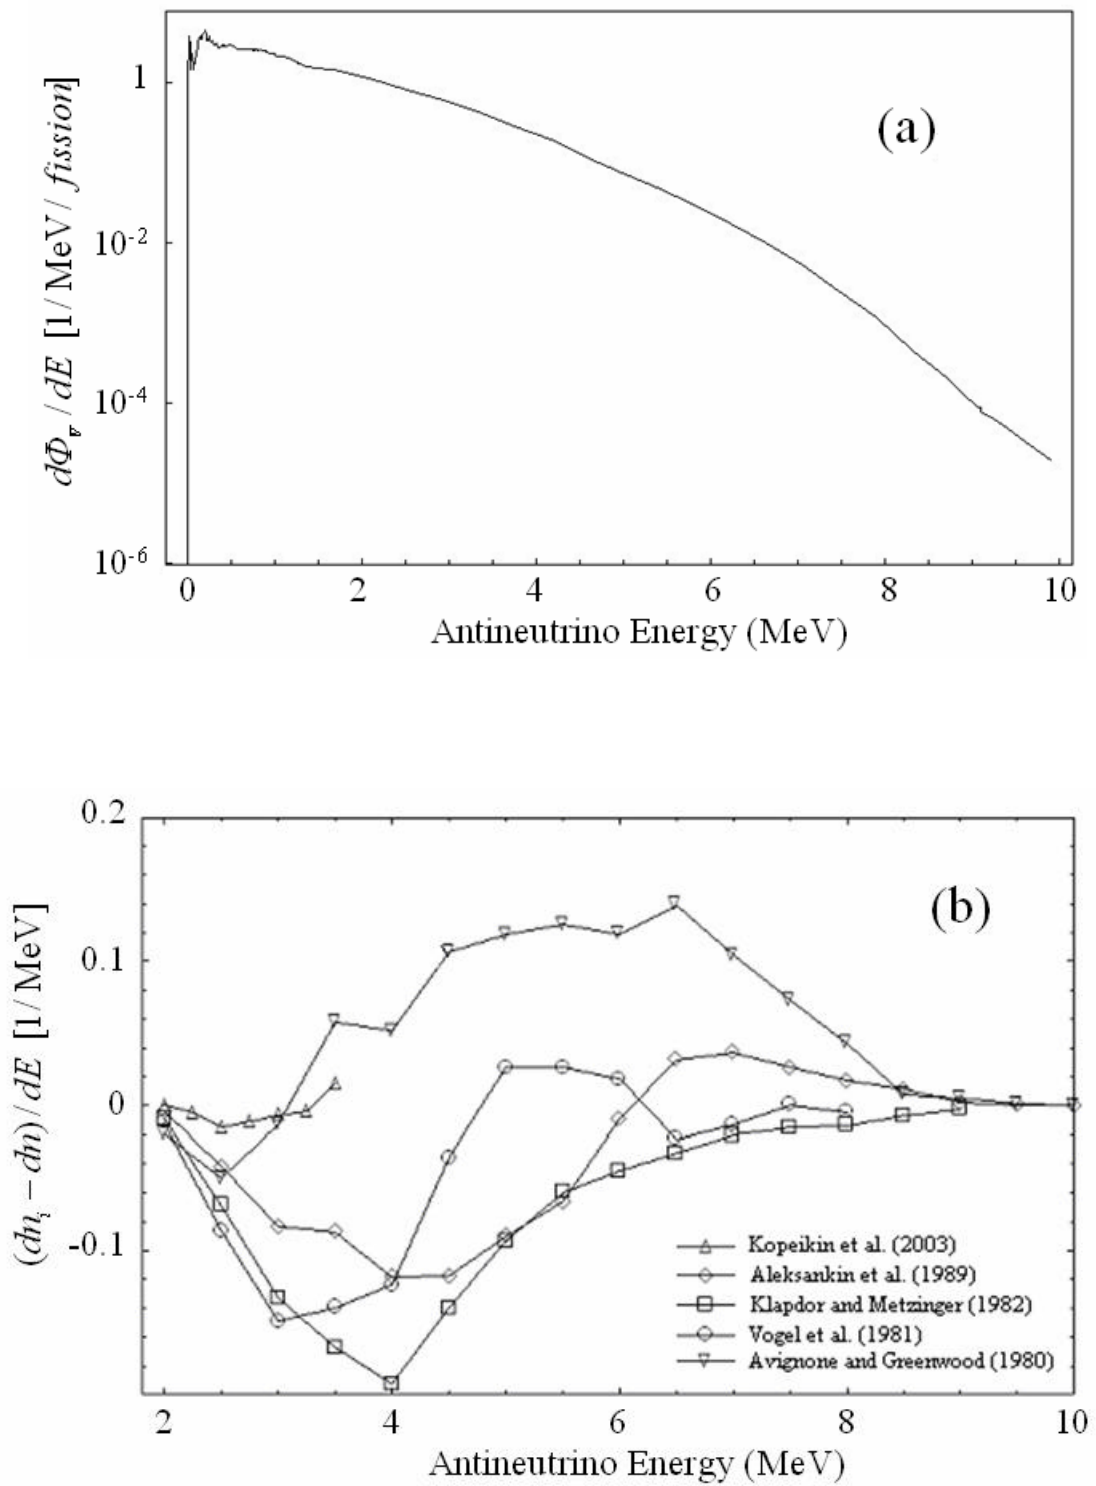 (a)
1
10⁻²
10⁻⁴
10⁻⁶
dΦ / dE [1/ MeV / fission]
0 2 4 6 8 10
Antineutrino Energy (MeV)
(b)
0.2
0.1
0
-0.1
(dnᵢ – dn) / dE [1/ MeV]
Kopeikin et al. (2003)
Aleksankin et al. (1989)
Klapdor and Metzinger (1982)
Vogel et al. (1981)
Avignone and Greenwood (1980)
2 4 6 8 10
Antineutrino Energy (MeV)